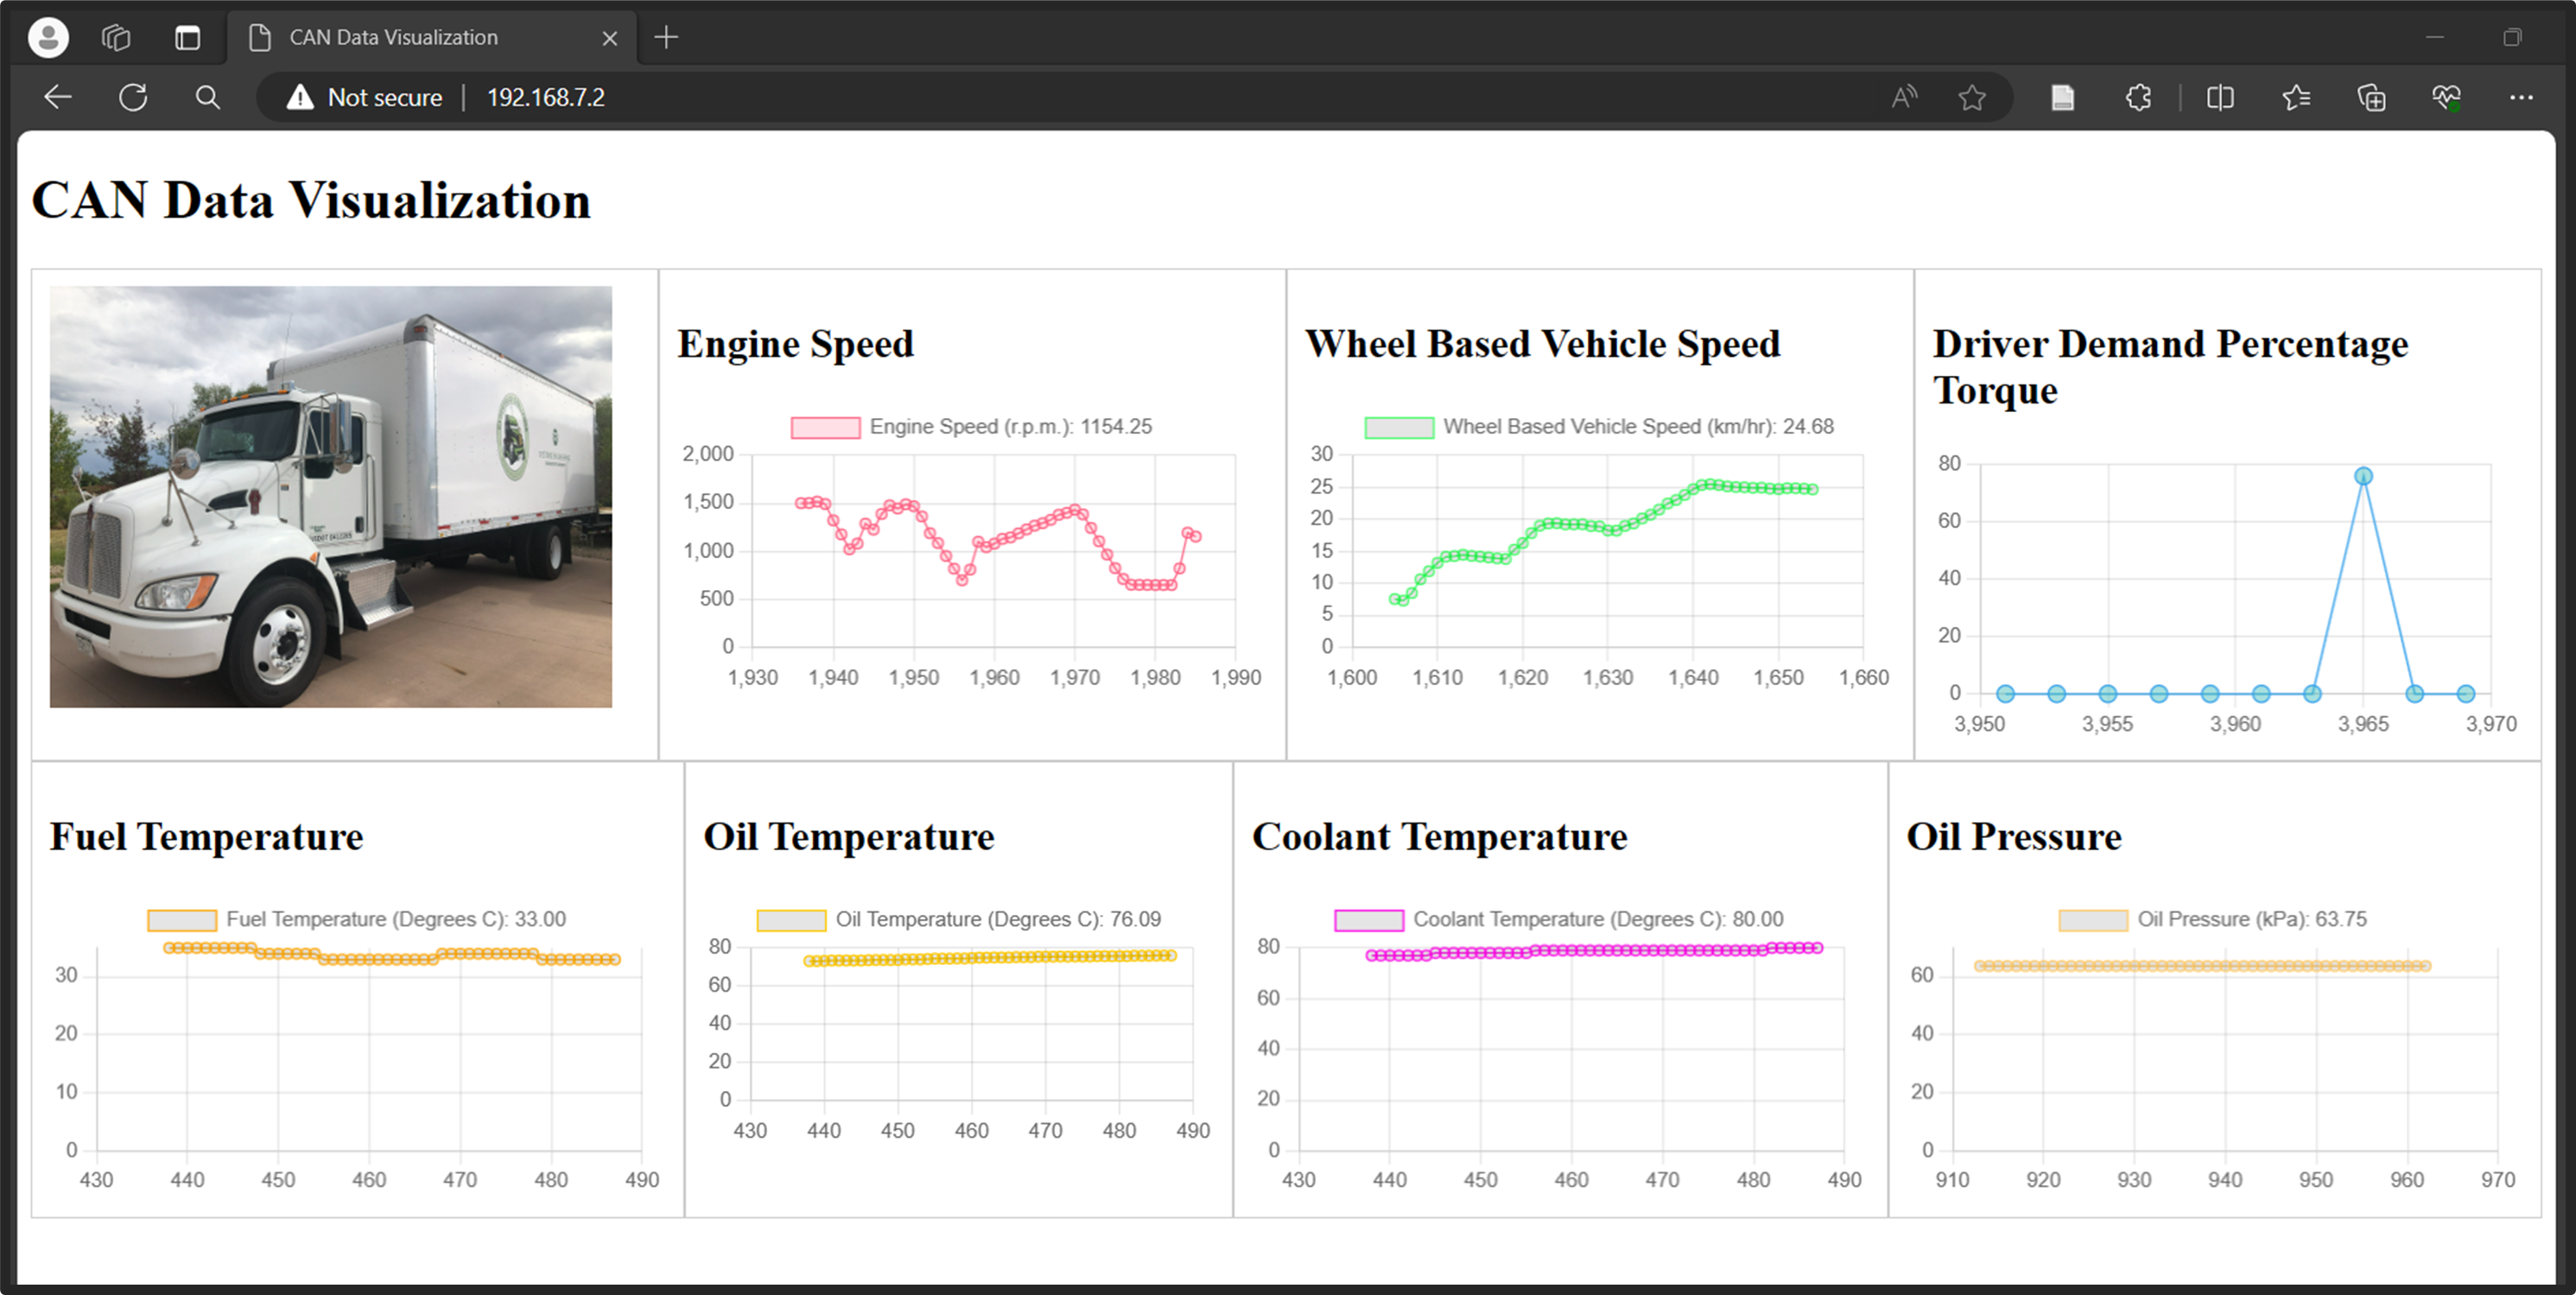 CAN Data Visualization
Not secure
192.168.7.2
CAN Data Visualization
Engine Speed
Engine Speed (r.p.m.): 1154.25
2,000
1,500
1,000
500
0
1,930 1,940 1,950 1,960 1,970 1,980 1,990
Wheel Based Vehicle Speed
Wheel Based Vehicle Speed (km/hr): 24.68
30
25
20
15
10
5
0
1,600 1,610 1,620 1,630 1,640 1,650 1,660
Driver Demand Percentage
Torque
80
60
40
20
0
3,950 3,955 3,960 3,965 3,970
Fuel Temperature
Fuel Temperature (Degrees C): 33.00
30
20
10
0
430 440 450 460 470 480 490
Oil Temperature
Oil Temperature (Degrees C): 76.09
80
60
40
20
0
430 440 450 460 470 480 490
Coolant Temperature
Coolant Temperature (Degrees C): 80.00
80
60
40
20
0
430 440 450 460 470 480 490
Oil Pressure
Oil Pressure (kPa): 63.75
60
40
20
0
910 920 930 940 950 960 970